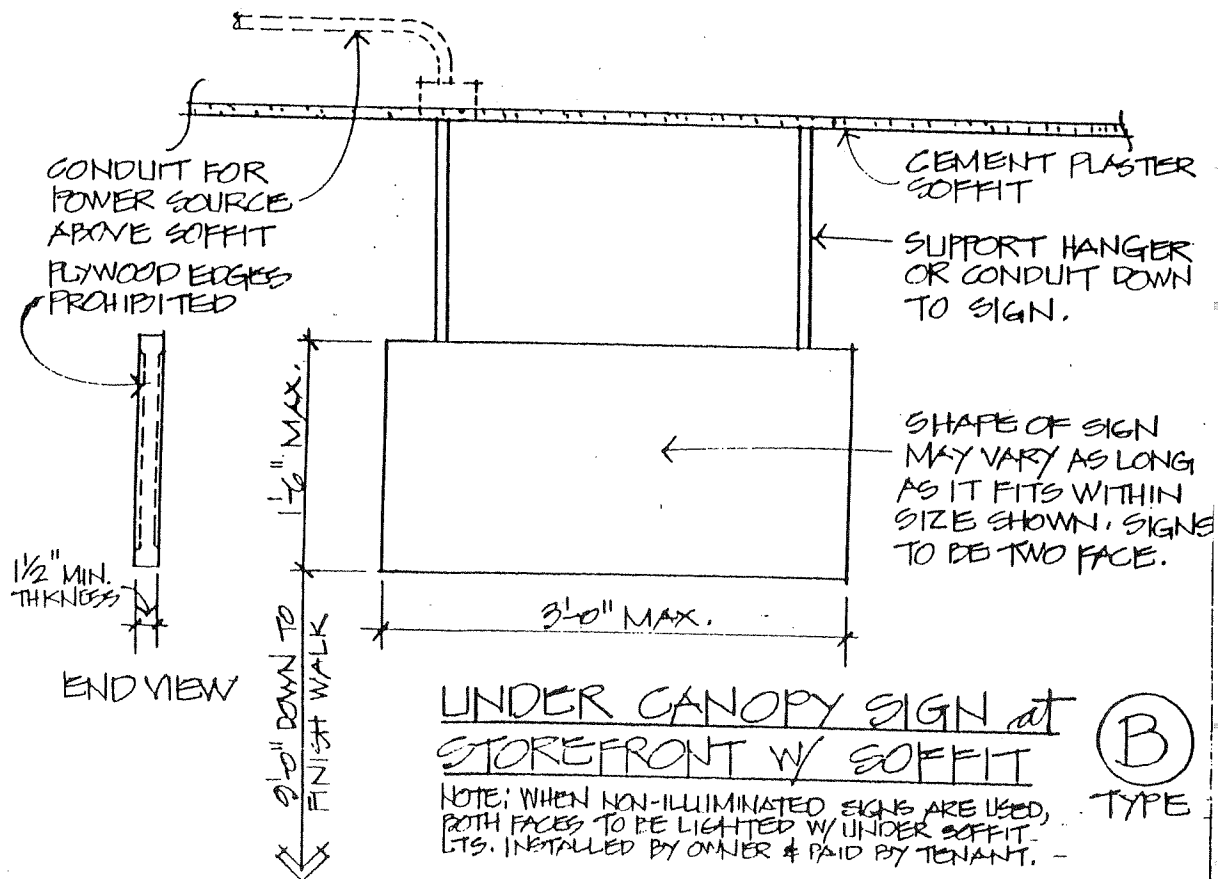 CONDUIT FOR
POWER SOURCE
ABOVE SOFFIT
PLYWOOD EDGES
PROHIBITED
CEMENT PLASTER
SOFFIT
SUPPORT HANGER
OR CONDUIT DOWN
TO SIGN.
1'-6" MAX.
SHAPE OF SIGN
MAY VARY AS LONG
AS IT FITS WITHIN
SIZE SHOWN. SIGNS
TO BE TWO FACE.
1½" MIN.
THKNESS
END VIEW
3'-0" MAX.
9'-0" DOWN TO
FINISH WALK
UNDER CANOPY SIGN at
STOREFRONT W/ SOFFIT
B
TYPE
NOTE: WHEN NON-ILLIMINATED SIGNS ARE USED,
BOTH FACES TO BE LIGHTED W/ UNDER SOFFIT
LTS. INSTALLED BY OWNER & PAID BY TENANT.